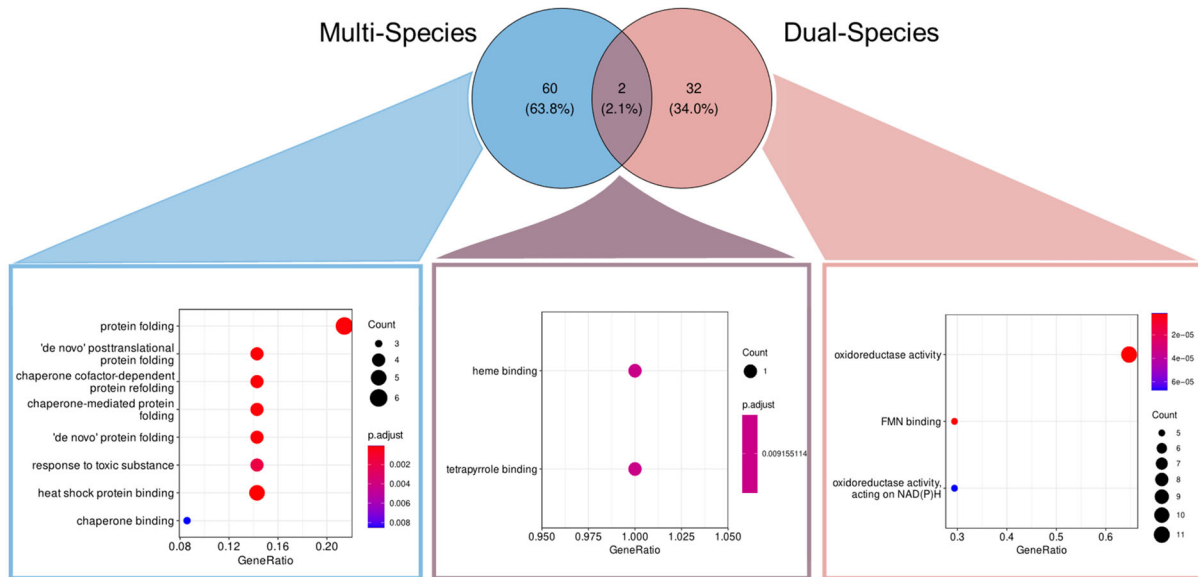 Multi-Species
Dual-Species
60
(63.8%)
2
(2.1%)
32
(34.0%)
protein folding
'de novo' posttranslational
protein folding
chaperone cofactor-dependent
protein refolding
chaperone-mediated protein
folding
'de novo' protein folding
response to toxic substance
heat shock protein binding
chaperone binding
0.08
0.12
0.16
0.20
GeneRatio
Count
3
4
5
6
p.adjust
0.002
0.004
0.006
0.008
heme binding
tetrapyrrole binding
0.950
0.975
1.000
1.025
1.050
GeneRatio
Count
1
p.adjust
0.009155114
oxidoreductase activity
FMN binding
oxidoreductase activity,
acting on NAD(P)H
0.3
0.4
0.5
0.6
GeneRatio
2e-05
4e-05
6e-05
Count
5
6
7
8
9
10
11